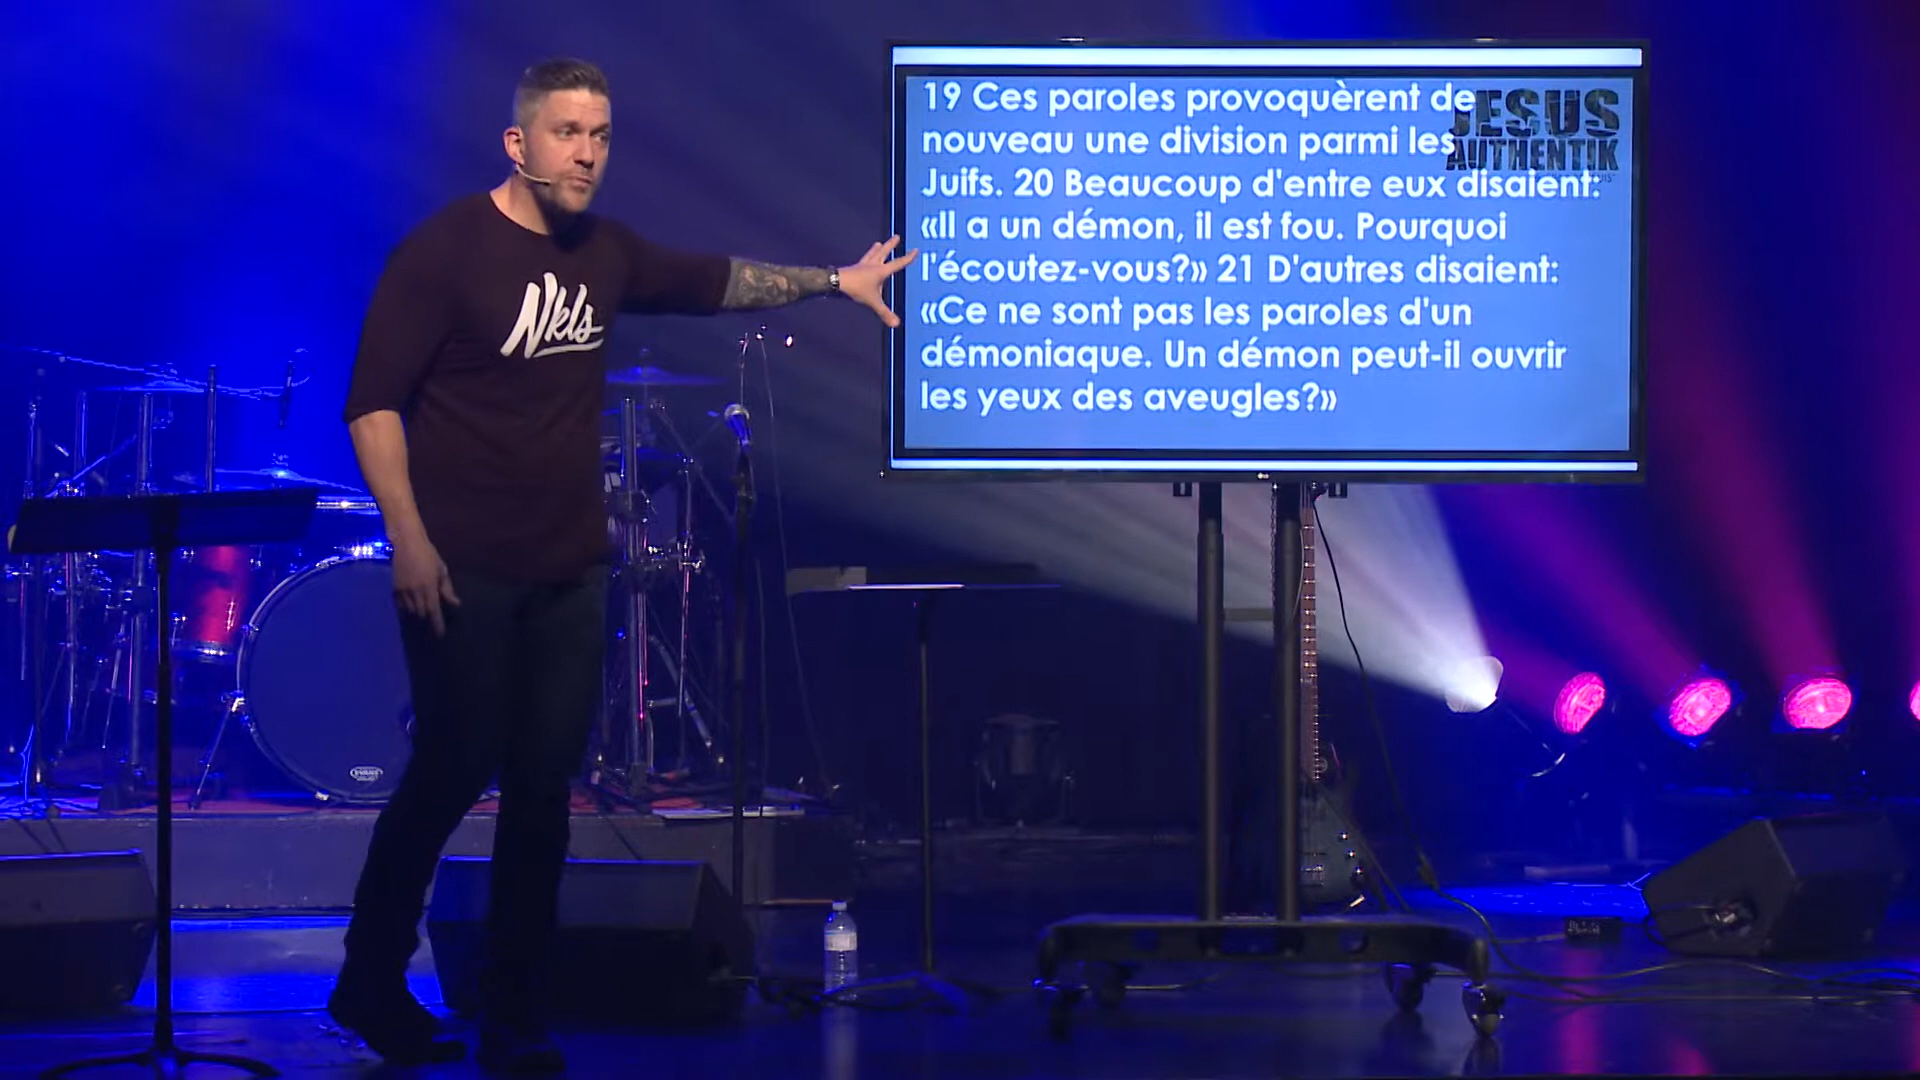 19 Ces paroles provoquèrent de
nouveau une division parmi les
Juifs. 20 Beaucoup d'entre eux disaient:
«Il a un démon, il est fou. Pourquoi
l'écoutez-vous?» 21 D'autres disaient:
«Ce ne sont pas les paroles d'un
démoniaque. Un démon peut-il ouvrir
les yeux des aveugles?»
JESUS
AUTHENTIK
Nkls
EVANS